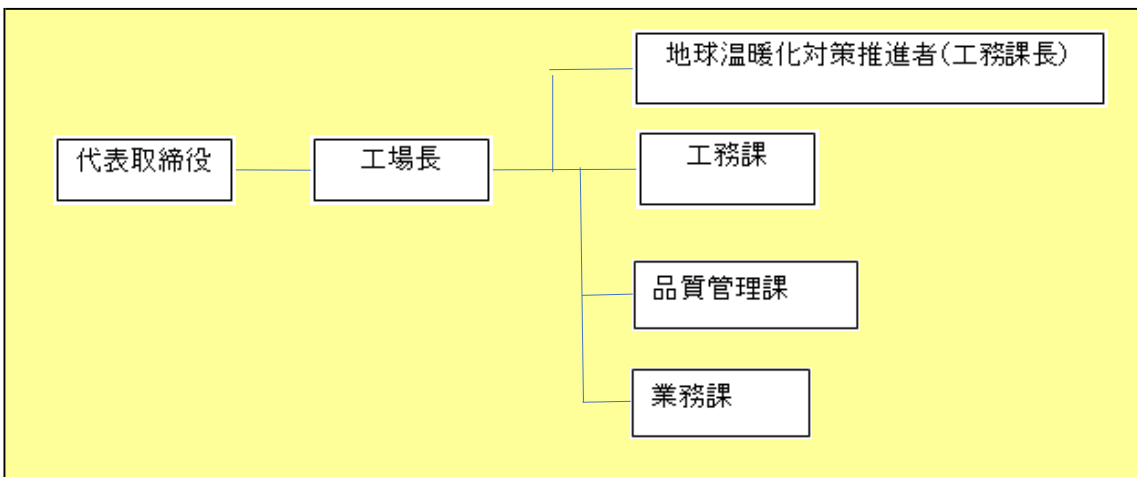 地球温暖化対策推進者(工務課長)
代表取締役
工場長
工務課
品質管理課
業務課